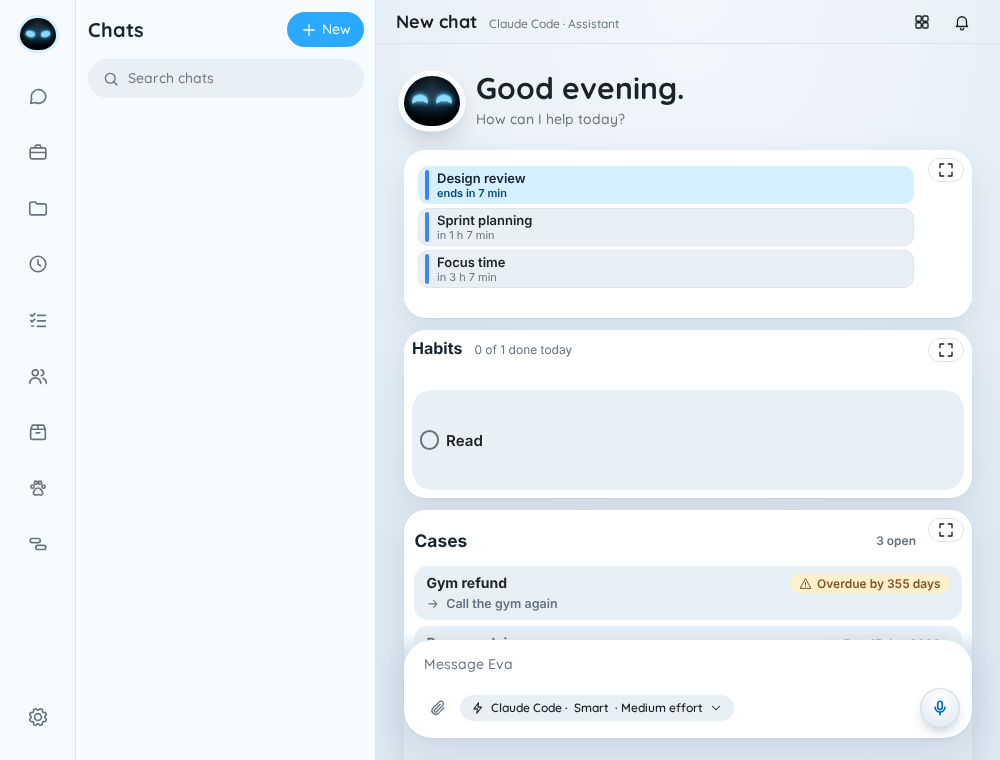 Chats
New
Search chats
New chat Claude Code · Assistant
Good evening.
How can I help today?
Design review
ends in 7 min
Sprint planning
in 1 h 7 min
Focus time
in 3 h 7 min
Habits 0 of 1 done today
Read
Cases 3 open
Gym refund Overdue by 355 days
→ Call the gym again
Message Eva
Claude Code · Smart · Medium effort